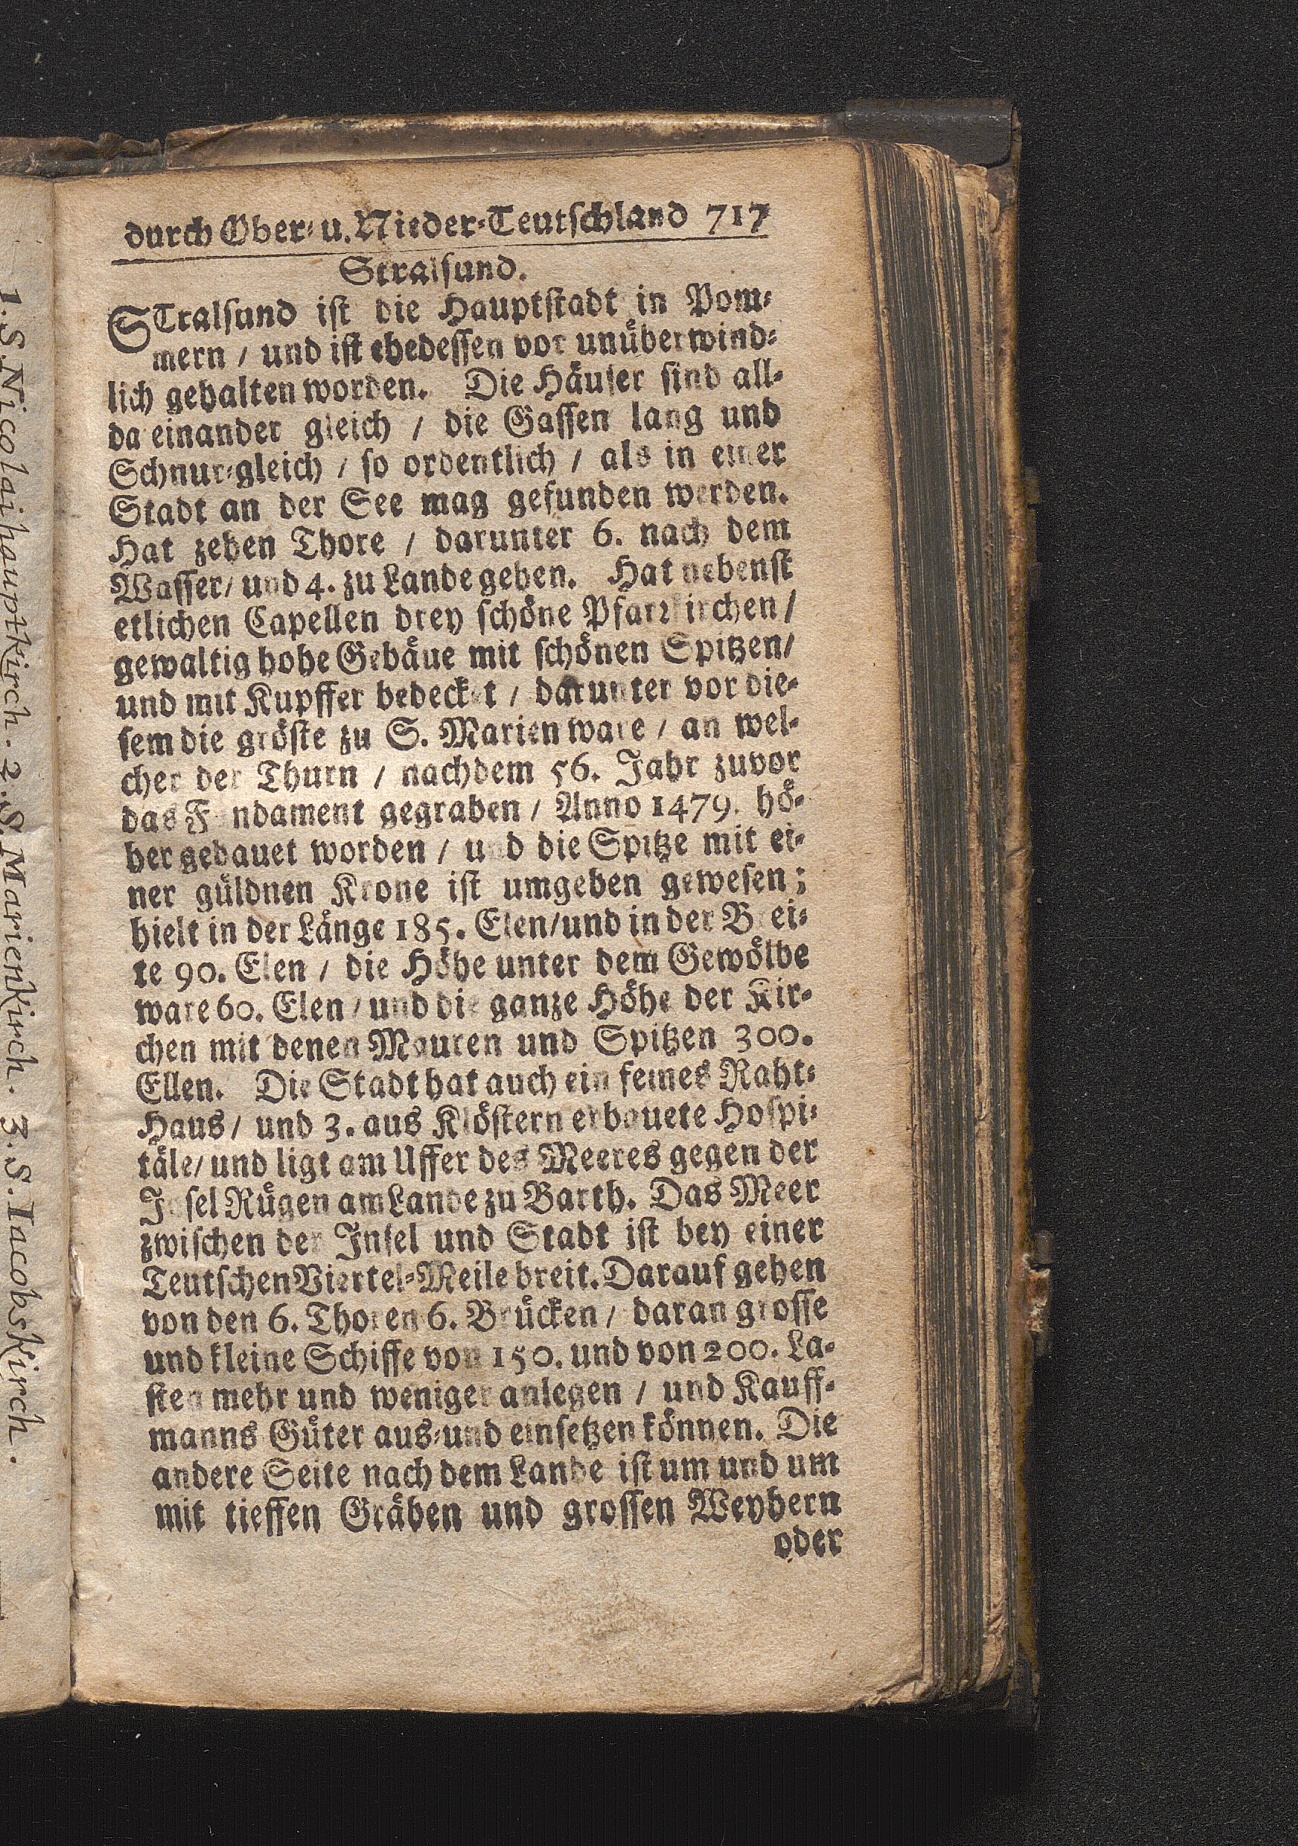 durch Ober- u. Nieder-Teutschland 717
Stralsund.
STralsund ist die Hauptstadt in Pom-
mern / und ist ehedessen vor unüberwind-
lich gehalten worden. Die Häuser sind all-
da einander gleich / die Gassen lang und
Schnur-gleich / so ordentlich / als in einer
Stadt an der See mag gefunden werden.
Hat zehen Thore / darunter 6. nach dem
Wasser / und 4. zu Lande gehen. Hat nebenst
etlichen Capellen drey schöne Pfarrkirchen /
gewaltig hohe Gebäue mit schönen Spitzen /
und mit Kupffer bedecket / darunter vor die-
sem die gröste zu S. Marien ware / an wel-
cher der Thurn / nachdem 56. Jahr zuvor
das Fundament gegraben / Anno 1479. hö-
her gebauet worden / und die Spitze mit ei-
ner güldnen Krone ist umgeben gewesen;
hielt in der Länge 185. Elen / und in der Brei-
te 90. Elen / die Höhe unter dem Gewölbe
ware 60. Elen / und die ganze Höhe der Kir-
chen mit denen Mauren und Spitzen 300.
Ellen. Die Stadt hat auch ein feines Raht-
Haus / und 3. aus Klöstern erbauete Hospi-
täle / und ligt am Uffer des Meeres gegen der
Insel Rügen am Lande zu Barth. Das Meer
zwischen der Insel und Stadt ist bey einer
Teutschen Viertel-Meile breit. Darauf gehen
von den 6. Thoren 6. Brücken / daran grosse
und kleine Schiffe von 150. und von 200. La-
sten mehr und weniger anlegen / und Kauff-
manns Güter aus- und einsetzen können. Die
andere Seite nach dem Lande ist um und um
mit tieffen Gräben und grossen Weyhern
oder
1. S. Nicolai hauptkirch. 2. S. Marienkirch. 3. S. Iacobskirch.